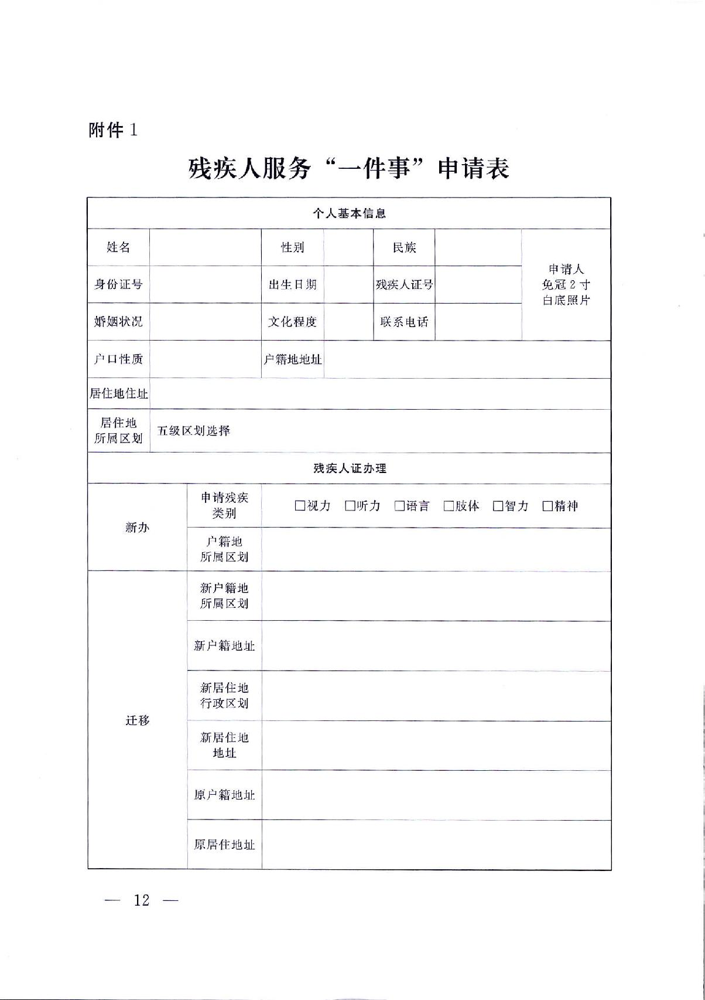 附件 1
残疾人服务“一件事”申请表
个人基本信息
姓名 性别 民族
申请人
免冠 2 寸
白底照片
身份证号 出生日期 残疾人证号
婚姻状况 文化程度 联系电话
户口性质 户籍地地址
居住地住址
居住地
所属区划
五级区划选择
残疾人证办理
新办
申请残疾
类别
□视力 □听力 □语言 □肢体 □智力 □精神
户籍地
所属区划
迁移
新户籍地
所属区划
新户籍地址
新居住地
行政区划
新居住地
地址
原户籍地址
原居住地址
— 12 —